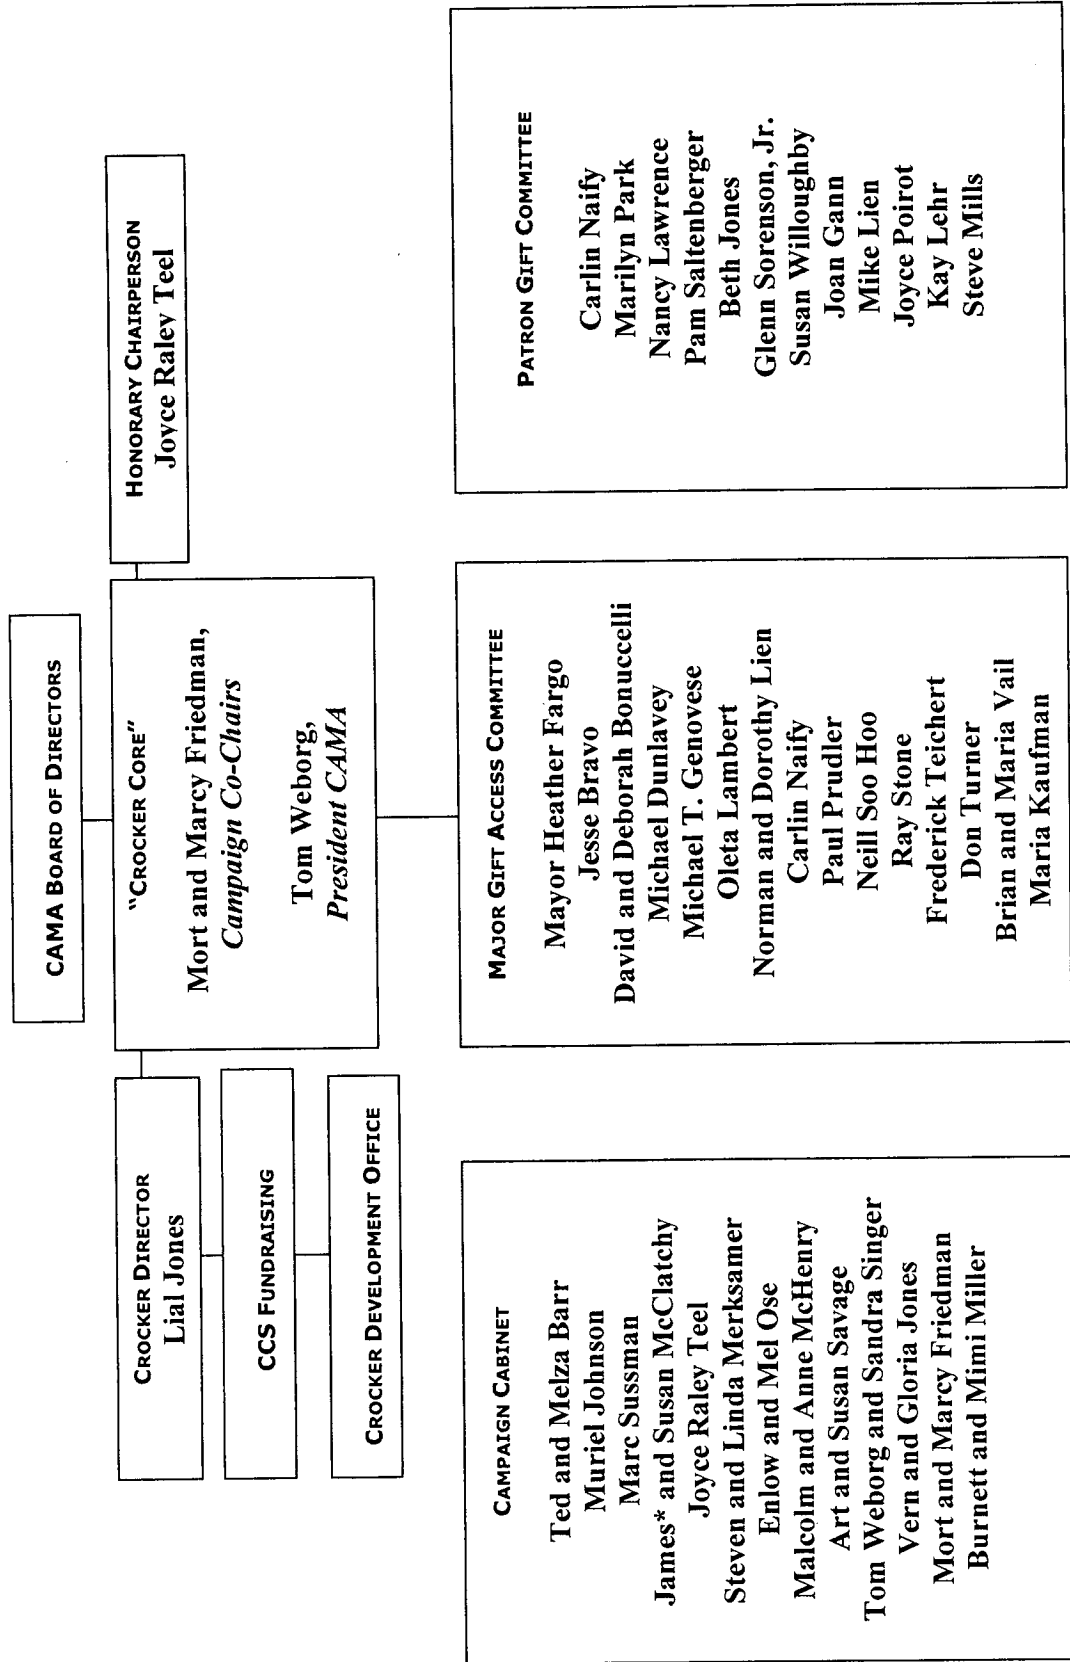 CAMA BOARD OF DIRECTORS
CROCKER DIRECTOR
Lial Jones
CCS FUNDRAISING
CROCKER DEVELOPMENT OFFICE
"CROCKER CORE"
Mort and Marcy Friedman,
Campaign Co-Chairs
Tom Weborg,
President CAMA
HONORARY CHAIRPERSON
Joyce Raley Teel
CAMPAIGN CABINET
Ted and Melza Barr
Muriel Johnson
Marc Sussman
James* and Susan McClatchy
Joyce Raley Teel
Steven and Linda Merksamer
Enlow and Mel Ose
Malcolm and Anne McHenry
Art and Susan Savage
Tom Weborg and Sandra Singer
Vern and Gloria Jones
Mort and Marcy Friedman
Burnett and Mimi Miller
MAJOR GIFT ACCESS COMMITTEE
Mayor Heather Fargo
Jesse Bravo
David and Deborah Bonuccelli
Michael Dunlavey
Michael T. Genovese
Oleta Lambert
Norman and Dorothy Lien
Carlin Naify
Paul Prudler
Neill Soo Hoo
Ray Stone
Frederick Teichert
Don Turner
Brian and Maria Vail
Maria Kaufman
PATRON GIFT COMMITTEE
Carlin Naify
Marilyn Park
Nancy Lawrence
Pam Saltenberger
Beth Jones
Glenn Sorenson, Jr.
Susan Willoughby
Joan Gann
Mike Lien
Joyce Poirot
Kay Lehr
Steve Mills